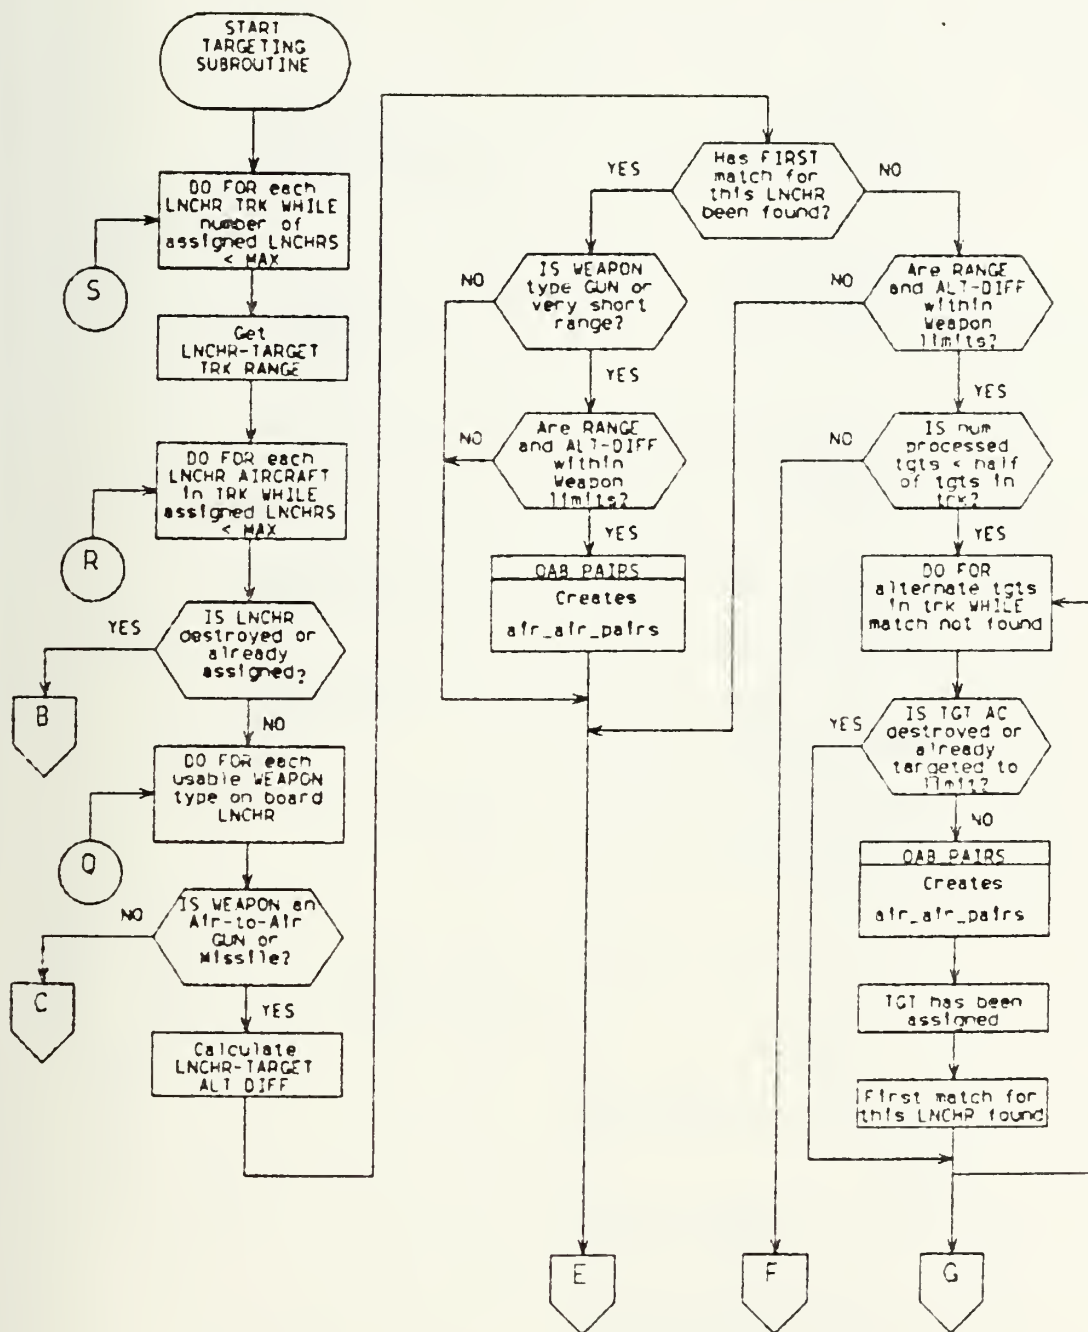 START
TARGETING
SUBROUTINE
DO FOR each
LNCHR TRK WHILE
number of
assigned LNCHRS
< MAX
S
Get
LNCHR-TARGET
TRK RANGE
DO FOR each
LNCHR AIRCRAFT
in TRK WHILE
assigned LNCHRS
< MAX
R
IS LNCHR
destroyed or
already
assigned?
YES
B
NO
DO FOR each
usable WEAPON
type on board
LNCHR
Q
IS WEAPON an
Air-to-Air
GUN or
Missile?
NO
C
YES
Calculate
LNCHR-TARGET
ALT DIFF
Has FIRST
match for
this LNCHR
been found?
YES
NO
IS WEAPON
type GUN or
very short
range?
NO
YES
Are RANGE
and ALT-DIFF
within
Weapon
limits?
NO
YES
OAB PAIRS
Creates
air_air_pairs
E
Are RANGE
and ALT-DIFF
within
Weapon
limits?
NO
YES
IS num
processed
tgts < half
of tgts in
trk?
NO
F
YES
DO FOR
alternate tgts
in trk WHILE
match not found
IS TGT AC
destroyed or
already
targeted to
limit?
YES
NO
OAB PAIRS
Creates
air_air_pairs
TGT has been
assigned
First match for
this LNCHR found
G